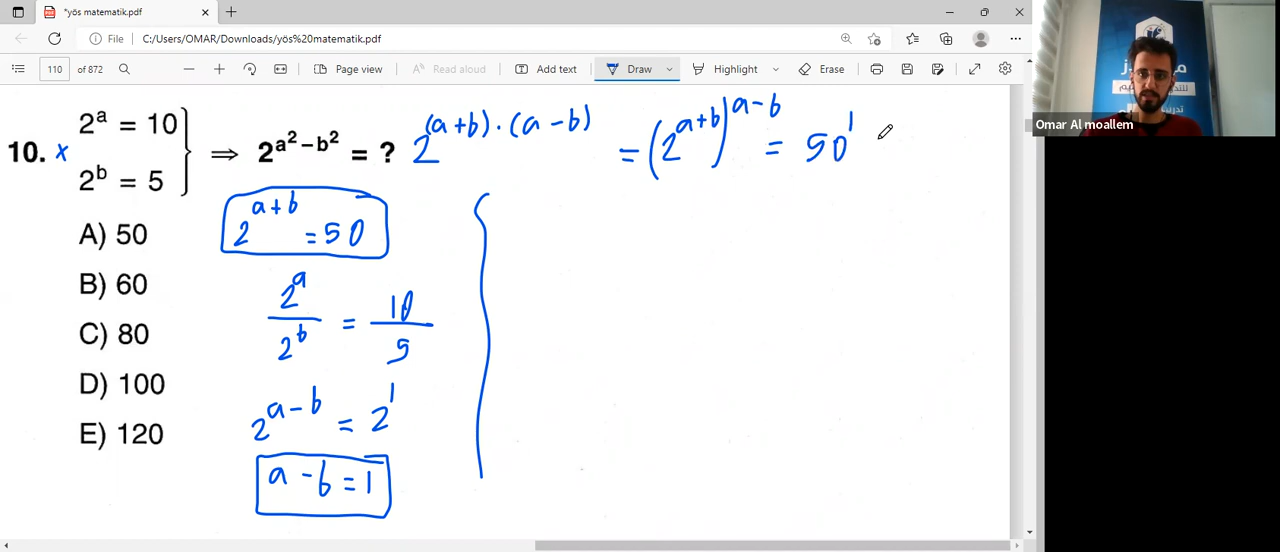 *yös matematik.pdf
File C:/Users/OMAR/Downloads/yös%20matematik.pdf
110 of 872 Page view Read aloud Add text Draw Highlight Erase
10. x 2^a = 10
2^b = 5
⇒ 2^(a²−b²) = ? 2^((a+b)·(a−b)) = (2^(a+b))^(a−b) = 50^1
A) 50
B) 60
C) 80
D) 100
E) 120
2^(a+b) = 50
2^a / 2^b = 10 / 5
2^(a−b) = 2^1
a − b = 1
Omar Al moallem